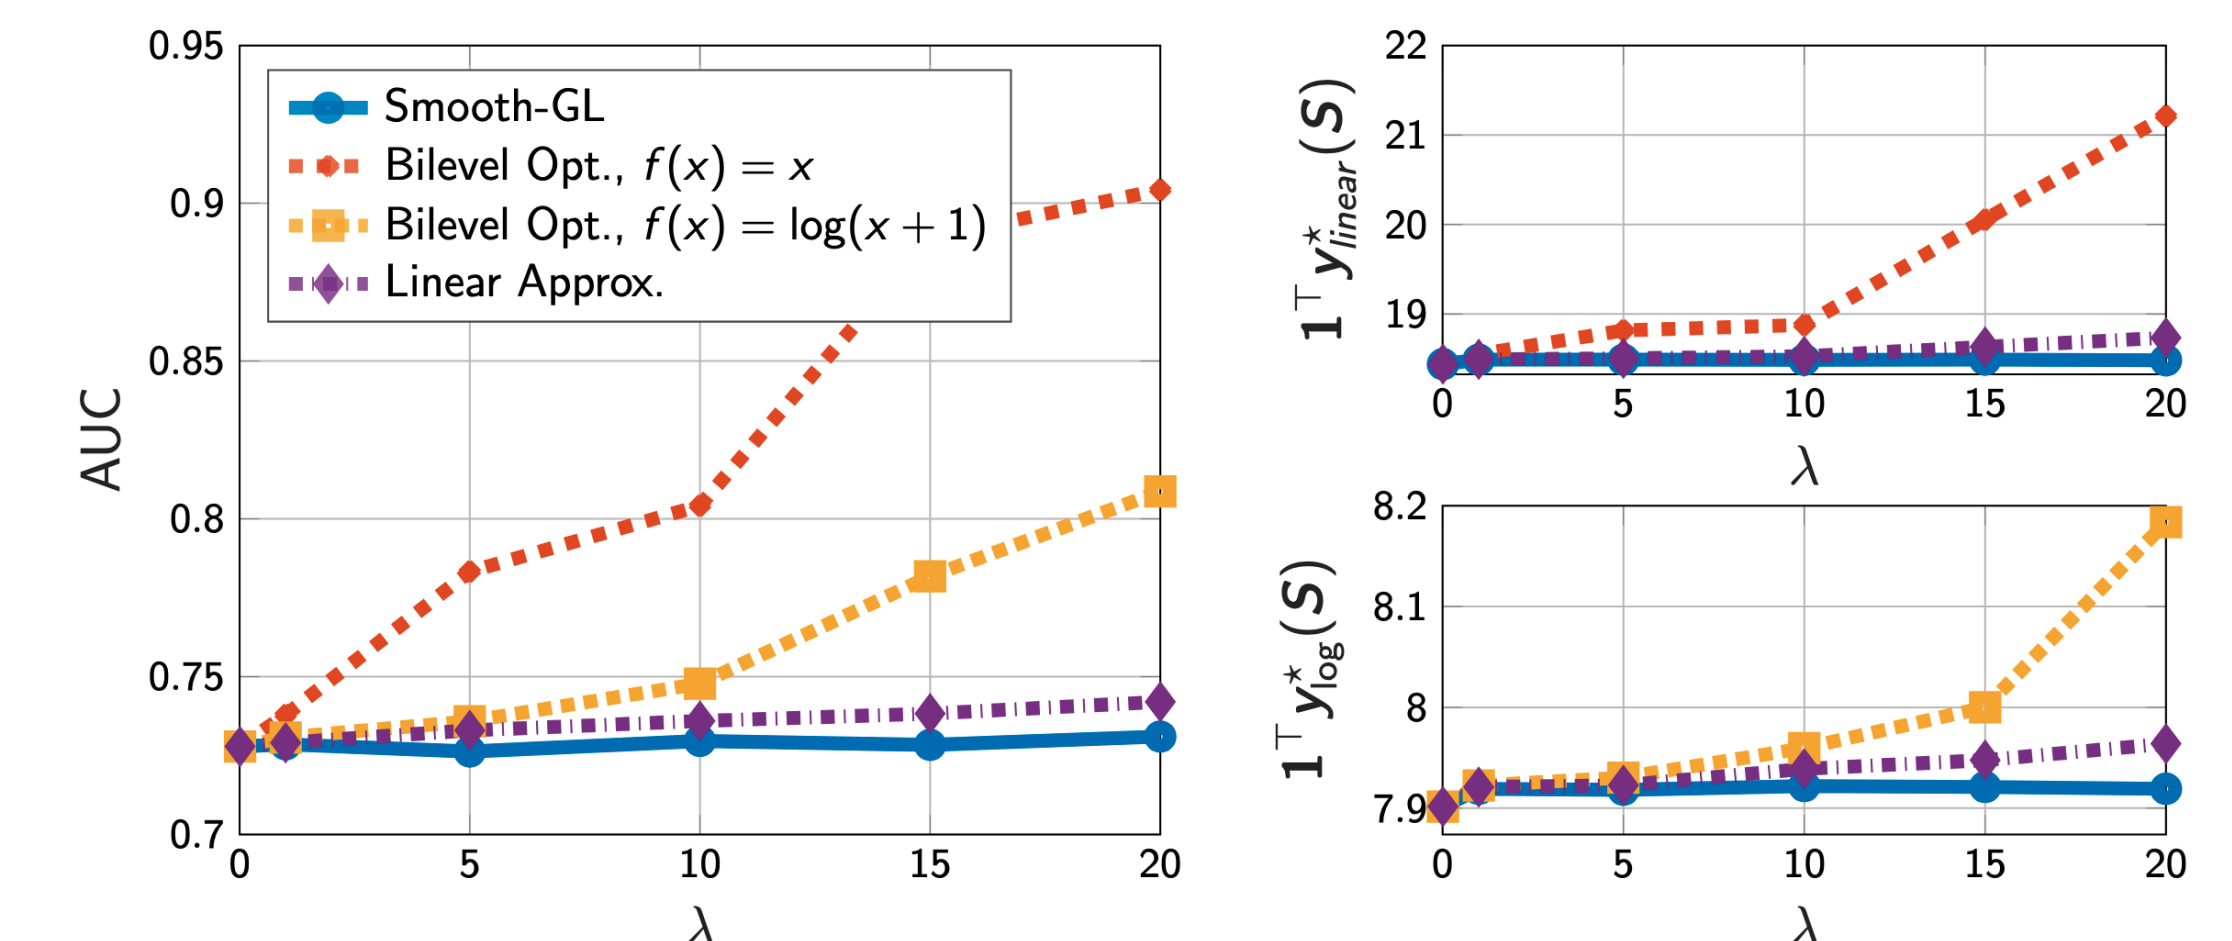 0.95
0.9
0.85
0.8
0.75
0.7
AUC
Smooth-GL
Bilevel Opt., f(x) = x
Bilevel Opt., f(x) = log(x + 1)
Linear Approx.
0 5 10 15 20
λ
22
21
20
19
1⊤y⋆linear(S)
0 5 10 15 20
λ
8.2
8.1
8
7.9
1⊤y⋆log(S)
0 5 10 15 20
λ